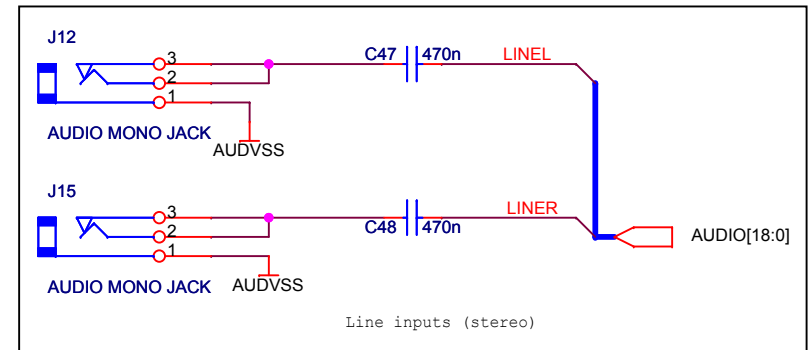 J12
3
2
1
AUDIO MONO JACK
AUDVSS
C47 470n LINEL
J15
3
2
1
AUDIO MONO JACK
AUDVSS
C48 470n LINER
AUDIO[18:0]
Line inputs (stereo)